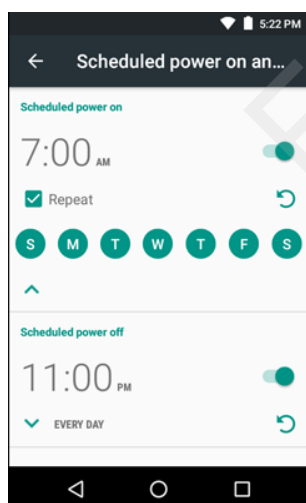 5:22 PM
Scheduled power on an...
Scheduled power on
7:00 AM
Repeat
S M T W T F S
Scheduled power off
11:00 PM
EVERY DAY